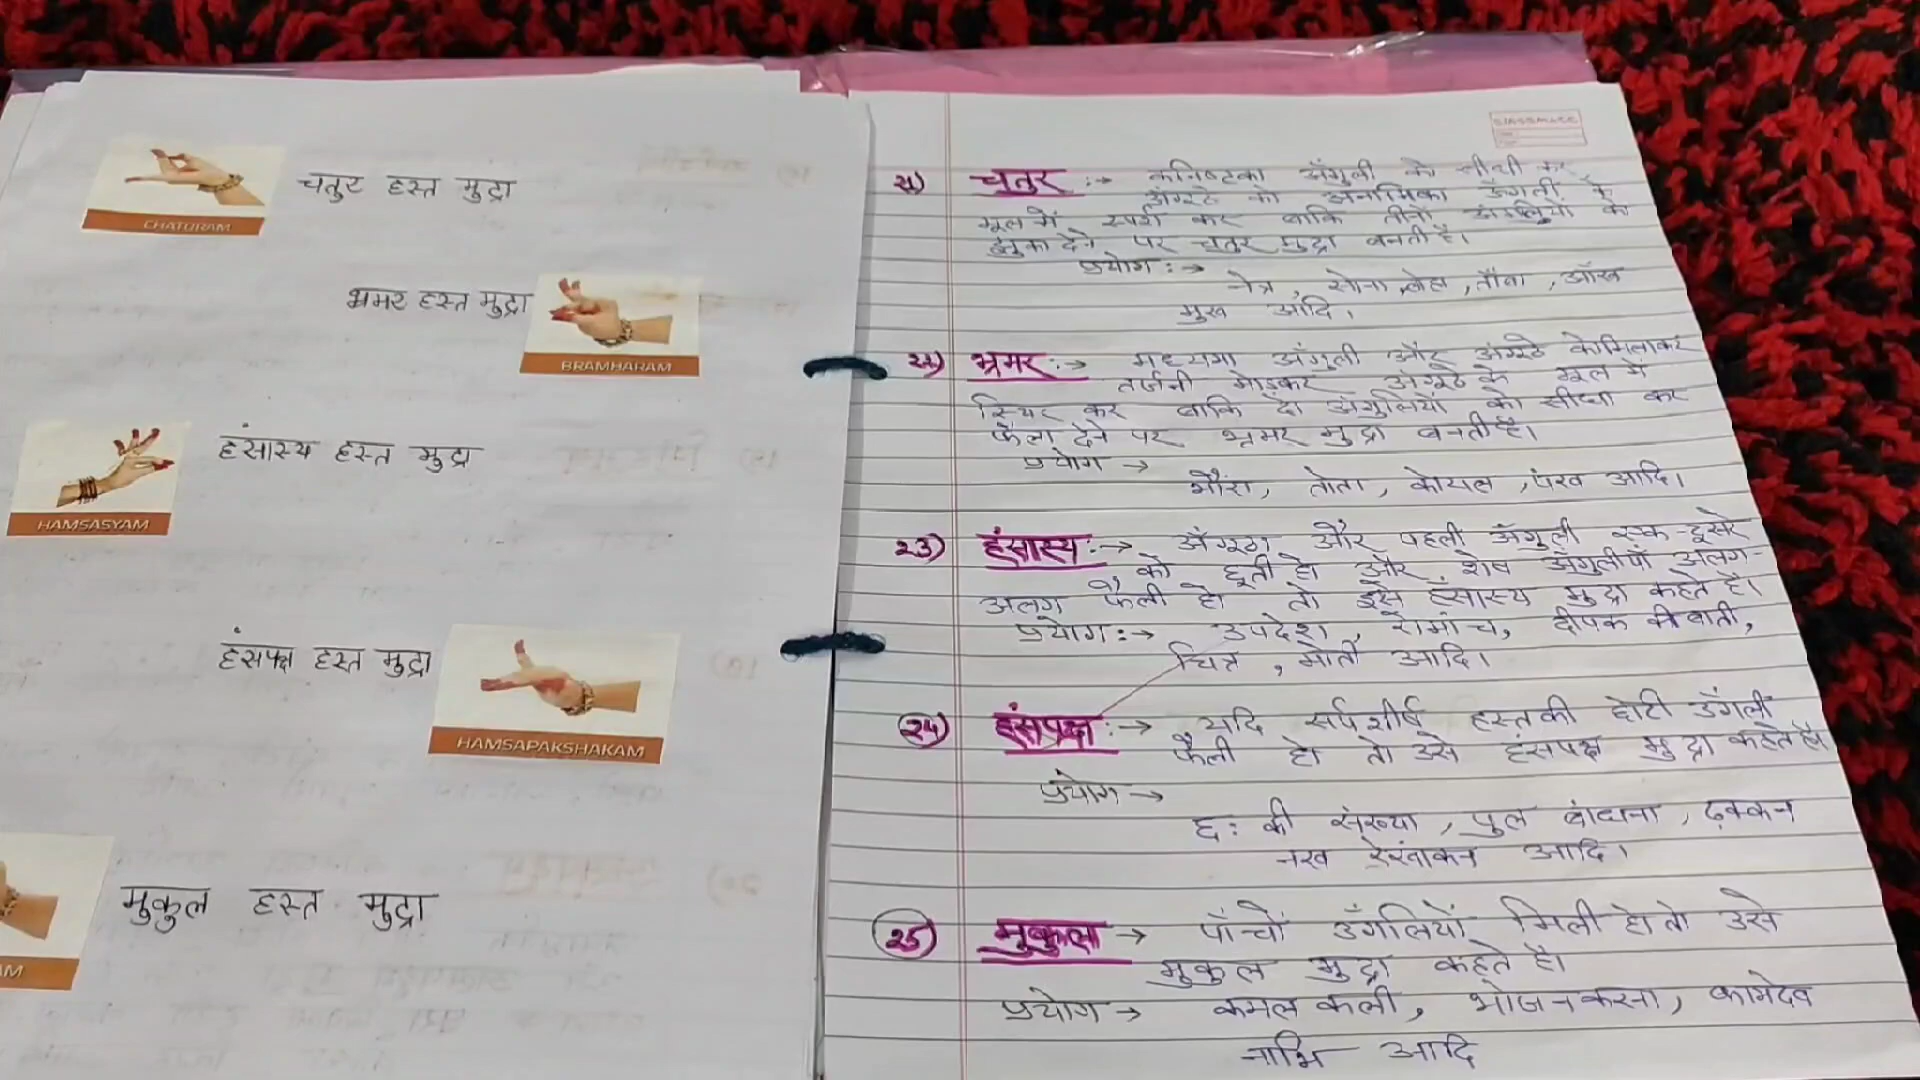 चतुर हस्त मुद्रा
CHATURAM
भ्रमर हस्त मुद्रा
BRAMHARAM
हंसास्य हस्त मुद्रा
HAMSASYAM
हंसपक्ष हस्त मुद्रा
HAMSAPAKSHAKAM
मुकुल हस्त मुद्रा
AM
CLASSMATE
२१) चतुर :→ कनिष्टका अँगुली को सीधी कर
अंगूठे को अनामिका उँगली के
मूल में स्पर्श कर बाकि तीनों अंगुलियों को
झुका देने पर चतुर मुद्रा बनती है।
प्रयोग :→
नेत्र, सोना, लोहा, ताँबा, आँख
मुख आदि।
२२) भ्रमर :→ मध्यमा अँगुली और अंगूठे को मिलाकर
तर्जनी मोड़कर अंगूठे के मूल में
स्थिर कर बाकि दो अंगुलियों को सीधा कर
फैला देने पर भ्रमर मुद्रा बनती है।
प्रयोग →
भौंरा, तोता, कोयल, पंख आदि।
२३) हंसास्य :→ अँगूठा और पहली अँगुली एक-दूसरे
को छूती हो और शेष अँगुलीयाँ अलग-
अलग फैली हो तो इसे हंसास्य मुद्रा कहते है।
प्रयोग :→ उपदेश, रोमांच, दीपक की बाती,
चित्र, मोती आदि।
२४) हंसपक्ष :→ यदि सर्पशीर्ष हस्त की छोटी उँगली
फैली हो तो उसे हंसपक्ष मुद्रा कहते है।
प्रयोग →
छ: की संख्या, पुल बांधना, ढ़क्कन
नख रेखांकन आदि।
२५) मुकुल → पाँचों उँगलियों मिली हो तो उसे
मुकुल मुद्रा कहते है।
प्रयोग → कमल कली, भोजन करना, कामदेव
नाभि आदि